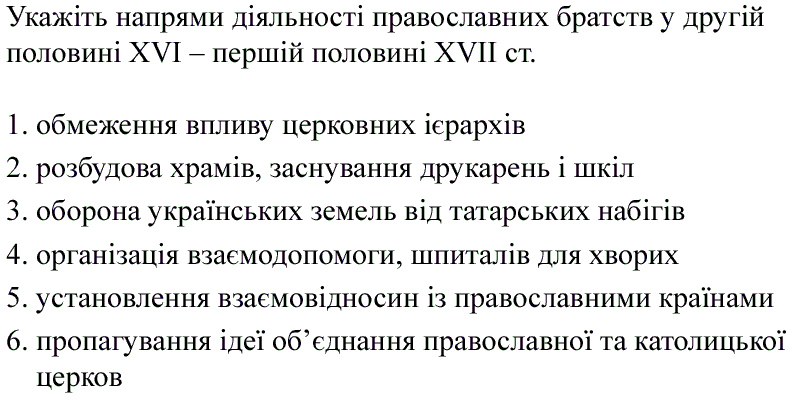 Укажіть напрями діяльності православних братств у другій
половині XVI – першій половині XVII ст.
1. обмеження впливу церковних ієрархів
2. розбудова храмів, заснування друкарень і шкіл
3. оборона українських земель від татарських набігів
4. організація взаємодопомоги, шпиталів для хворих
5. установлення взаємовідносин із православними країнами
6. пропагування ідеї об’єднання православної та католицької
церков